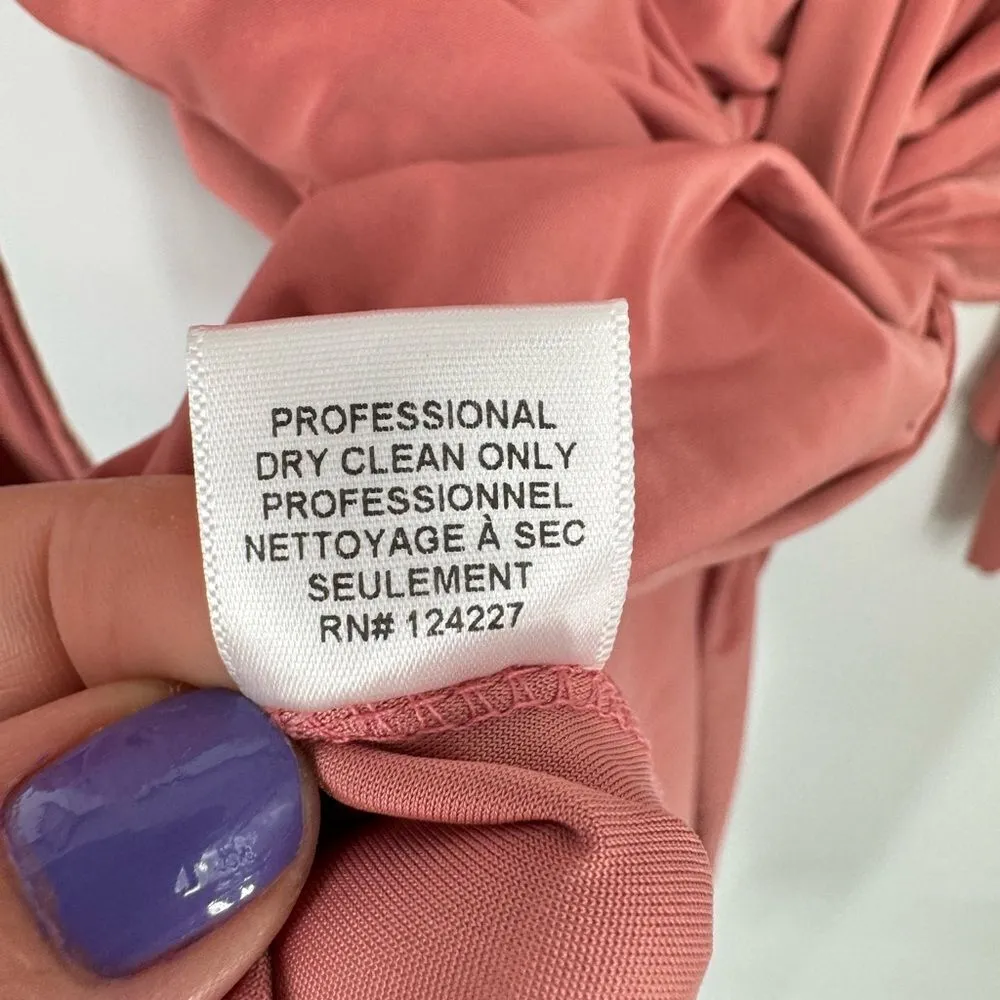 PROFESSIONAL
DRY CLEAN ONLY
PROFESSIONNEL
NETTOYAGE À SEC
SEULEMENT
RN# 124227